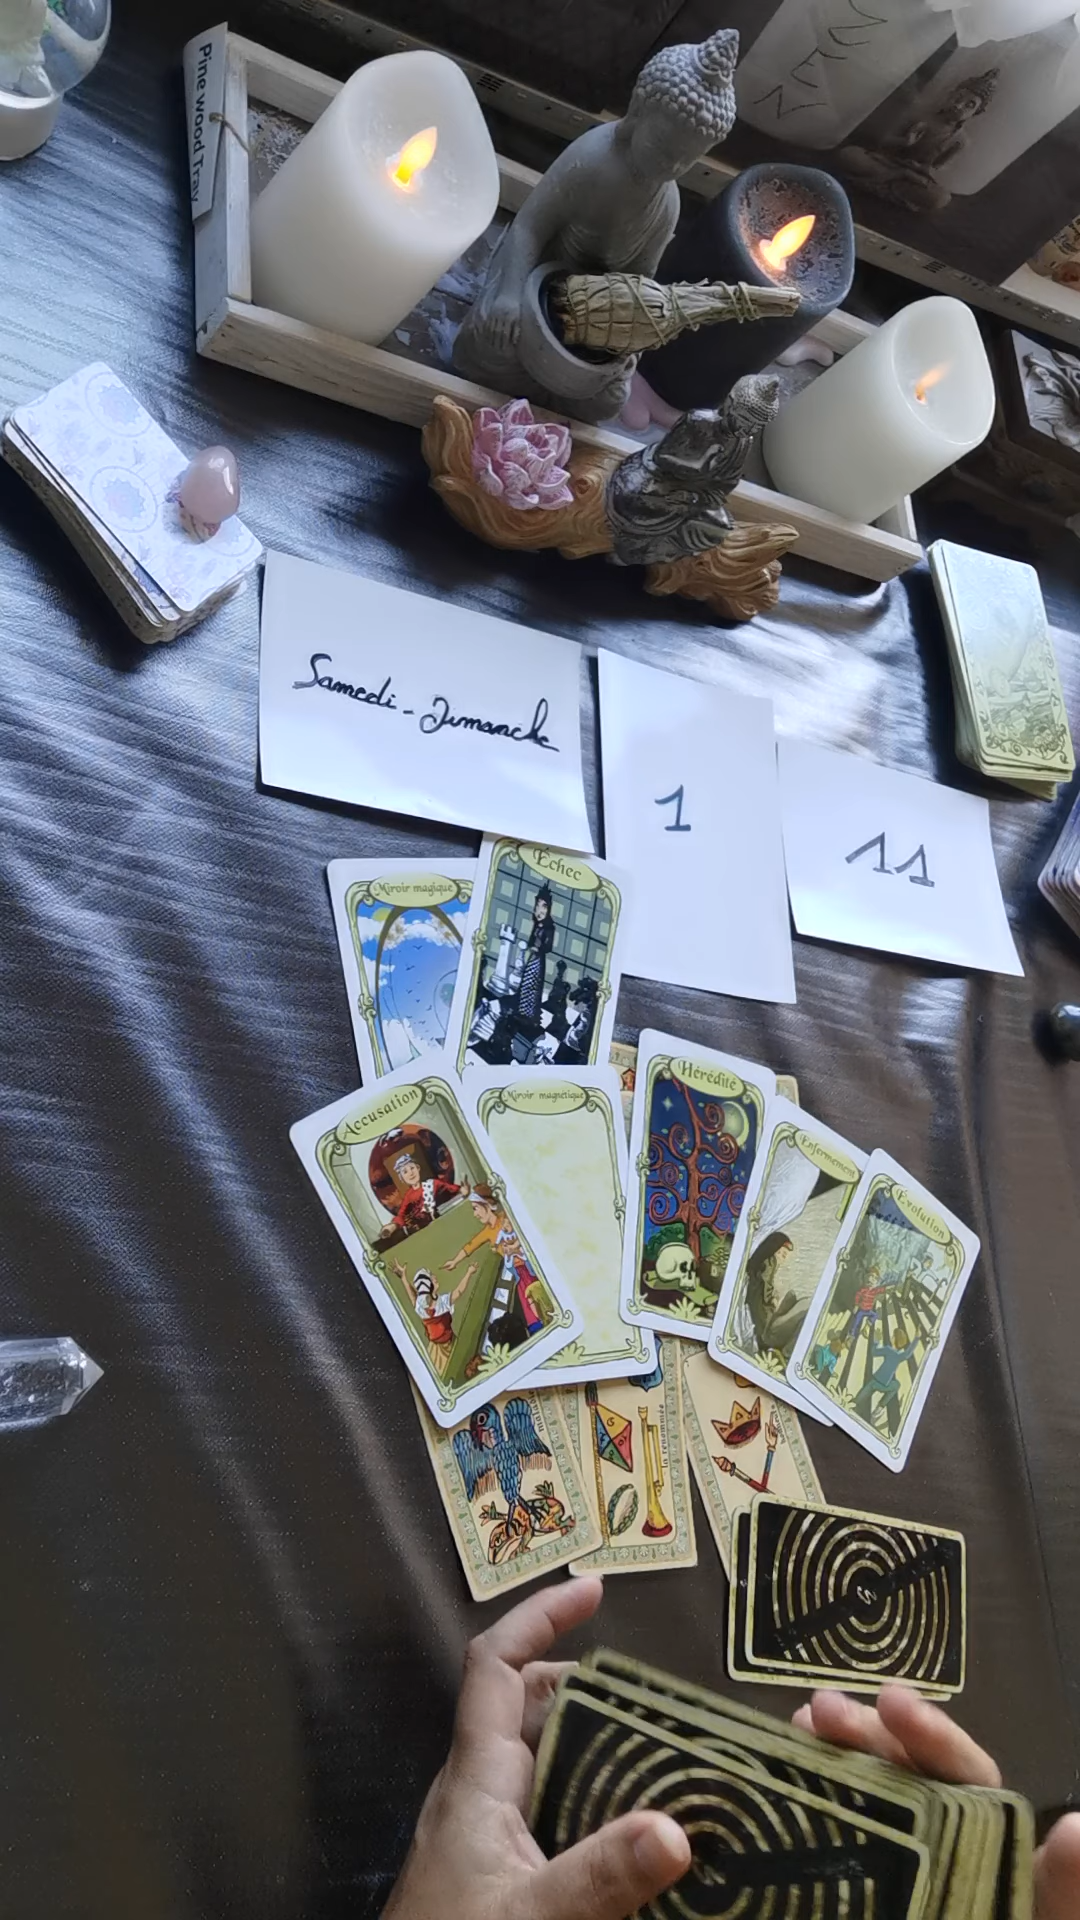 Pine wood Tray
Samedi - Dimanche
1
11
Miroir magique
Échec
Accusation
Miroir magnétique
Hérédité
Enfermement
Évolution
la renommée